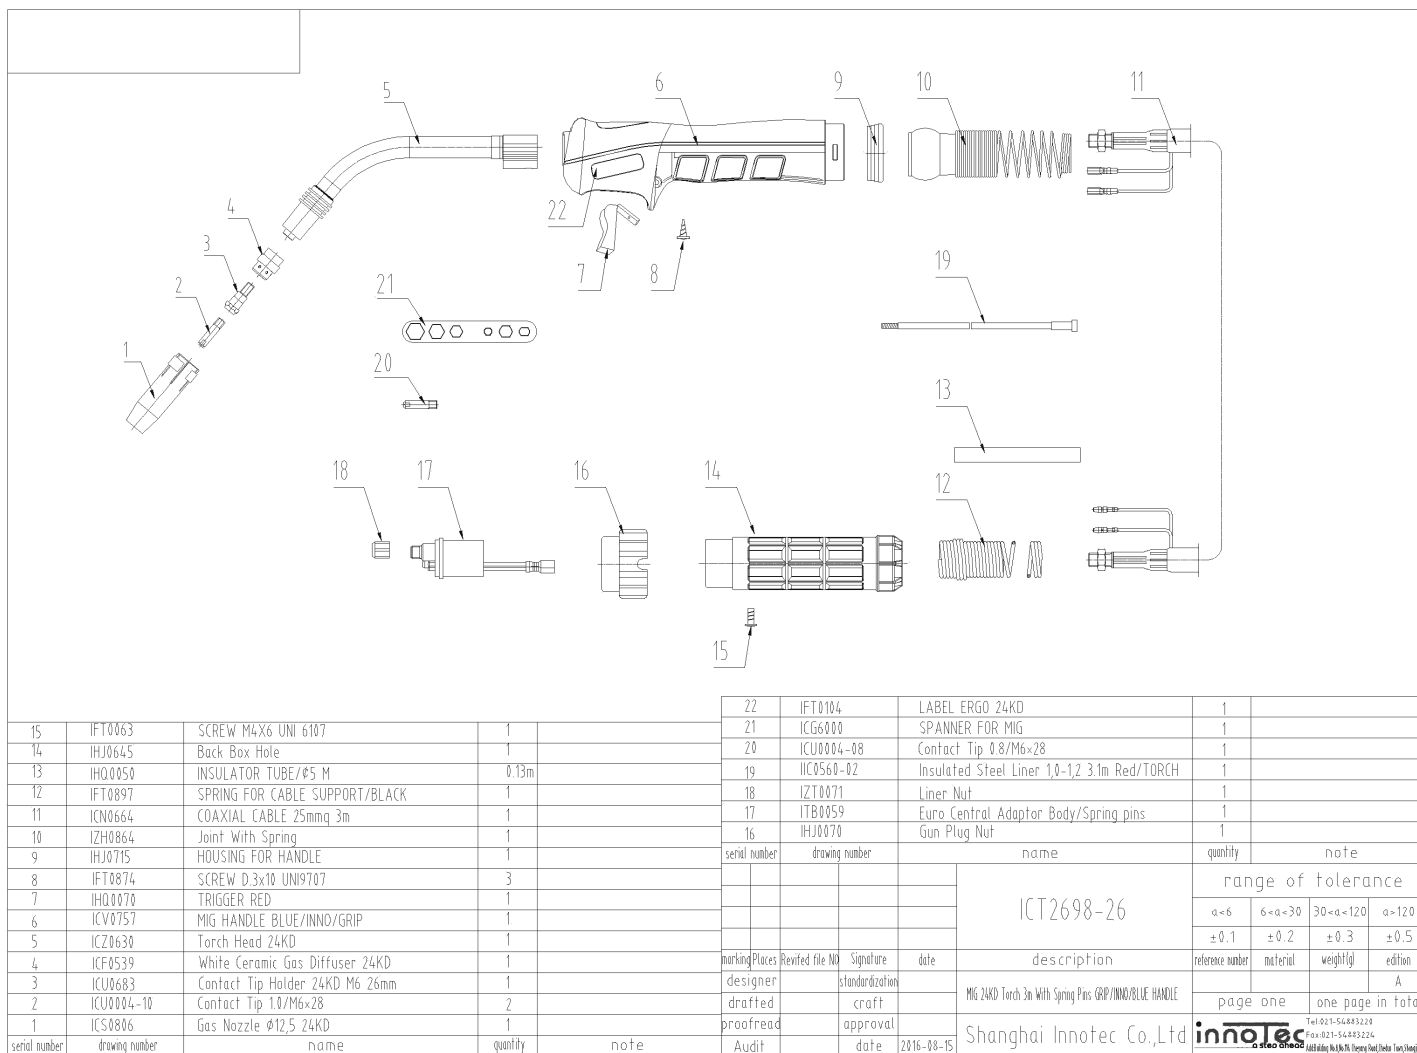 5
6
9
10
11
4
3
2
1
22
7
8
21
20
19
13
18
17
16
14
12
15
22 IFT0104 LABEL ERGO 24KD 1
21 ICG6000 SPANNER FOR MIG 1
20 ICU0004-08 Contact Tip 0.8/M6×28 1
19 IIC0560-02 Insulated Steel Liner 1,0-1,2 3.1m Red/TORCH 1
18 IZT0071 Liner Nut 1
17 ITB0059 Euro Central Adaptor Body/Spring pins 1
16 IHJ0070 Gun Plug Nut 1
serial number drawing number name quantity note
15 IFT0063 SCREW M4X6 UNI 6107 1
14 IHJ0645 Back Box Hole 1
13 IHQ0050 INSULATOR TUBE/¢5 M 0.13m
12 IFT0897 SPRING FOR CABLE SUPPORT/BLACK 1
11 ICN0664 COAXIAL CABLE 25mmq 3m 1
10 IZH0864 Joint With Spring 1
9 IHJ0715 HOUSING FOR HANDLE 1
8 IFT0874 SCREW D.3x10 UNI9707 3
7 IHQ0070 TRIGGER RED 1
6 ICV0757 MIG HANDLE BLUE/INNO/GRIP 1
5 ICZ0630 Torch Head 24KD 1
4 ICF0539 White Ceramic Gas Diffuser 24KD 1
3 ICU0683 Contact Tip Holder 24KD M6 26mm 1
2 ICU0004-10 Contact Tip 1.0/M6×28 2
1 ICS0806 Gas Nozzle Ø12,5 24KD 1
serial number drawing number name quantity note
ICT2698-26
range of tolerance
a<6 6<a<30 30<a<120 a>120
±0.1 ±0.2 ±0.3 ±0.5
marking Places Revited file NO Signature date
description
reference number material weight(g) edition
A
designer standardization
drafted craft
proofread approval
Audit date 2016-08-15
MIG 24KD Torch 3m With Spring Pins GRIP/INNO/BLUE HANDLE
page one one page in total
Shanghai Innotec Co.,Ltd
innotec
a step ahead
Tel:021-54883220
Fax:021-54883224